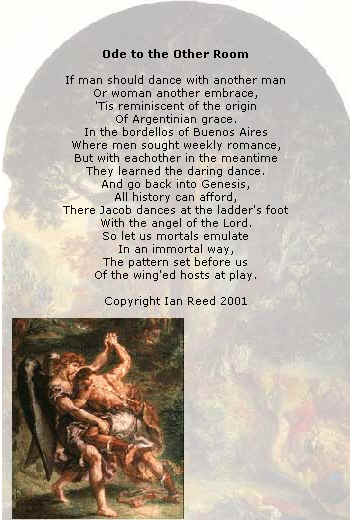 Ode to the Other Room
If man should dance with another man
Or woman another embrace,
'Tis reminiscent of the origin
Of Argentinian grace.
In the bordellos of Buenos Aires
Where men sought weekly romance,
But with eachother in the meantime
They learned the daring dance.
And go back into Genesis,
All history can afford,
There Jacob dances at the ladder's foot
With the angel of the Lord.
So let us mortals emulate
In an immortal way,
The pattern set before us
Of the wing'ed hosts at play.
Copyright Ian Reed 2001